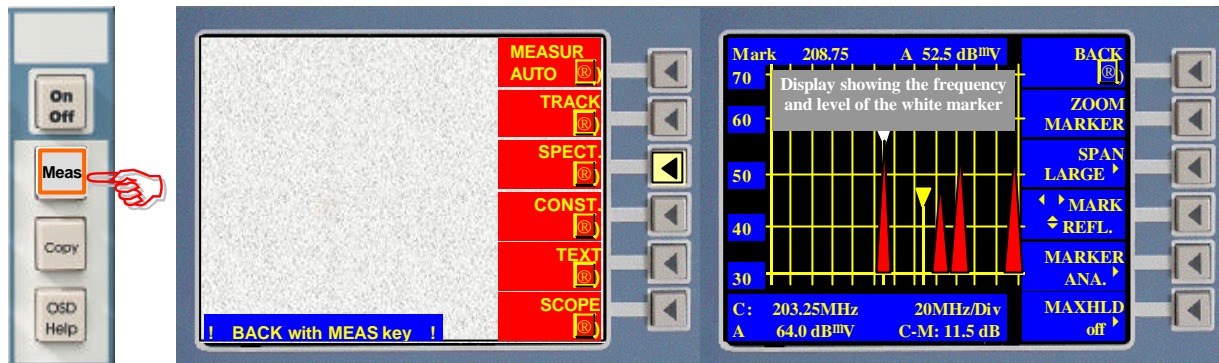 On
Off
Meas
Copy
OSD
Help
MEASUR
AUTO ®)
TRACK
®)
SPECT.
®)
CONST.
®)
TEXT
®)
SCOPE
®)
! BACK with MEAS key !
Mark 208.75 A 52.5 dBmV
70
60
50
40
30
Display showing the frequency
and level of the white marker
C: 203.25MHz 20MHz/Div
A 64.0 dBmV C-M: 11.5 dB
BACK
®)
ZOOM
MARKER
SPAN
LARGE
MARK
REFL.
MARKER
ANA.
MAXHLD
off